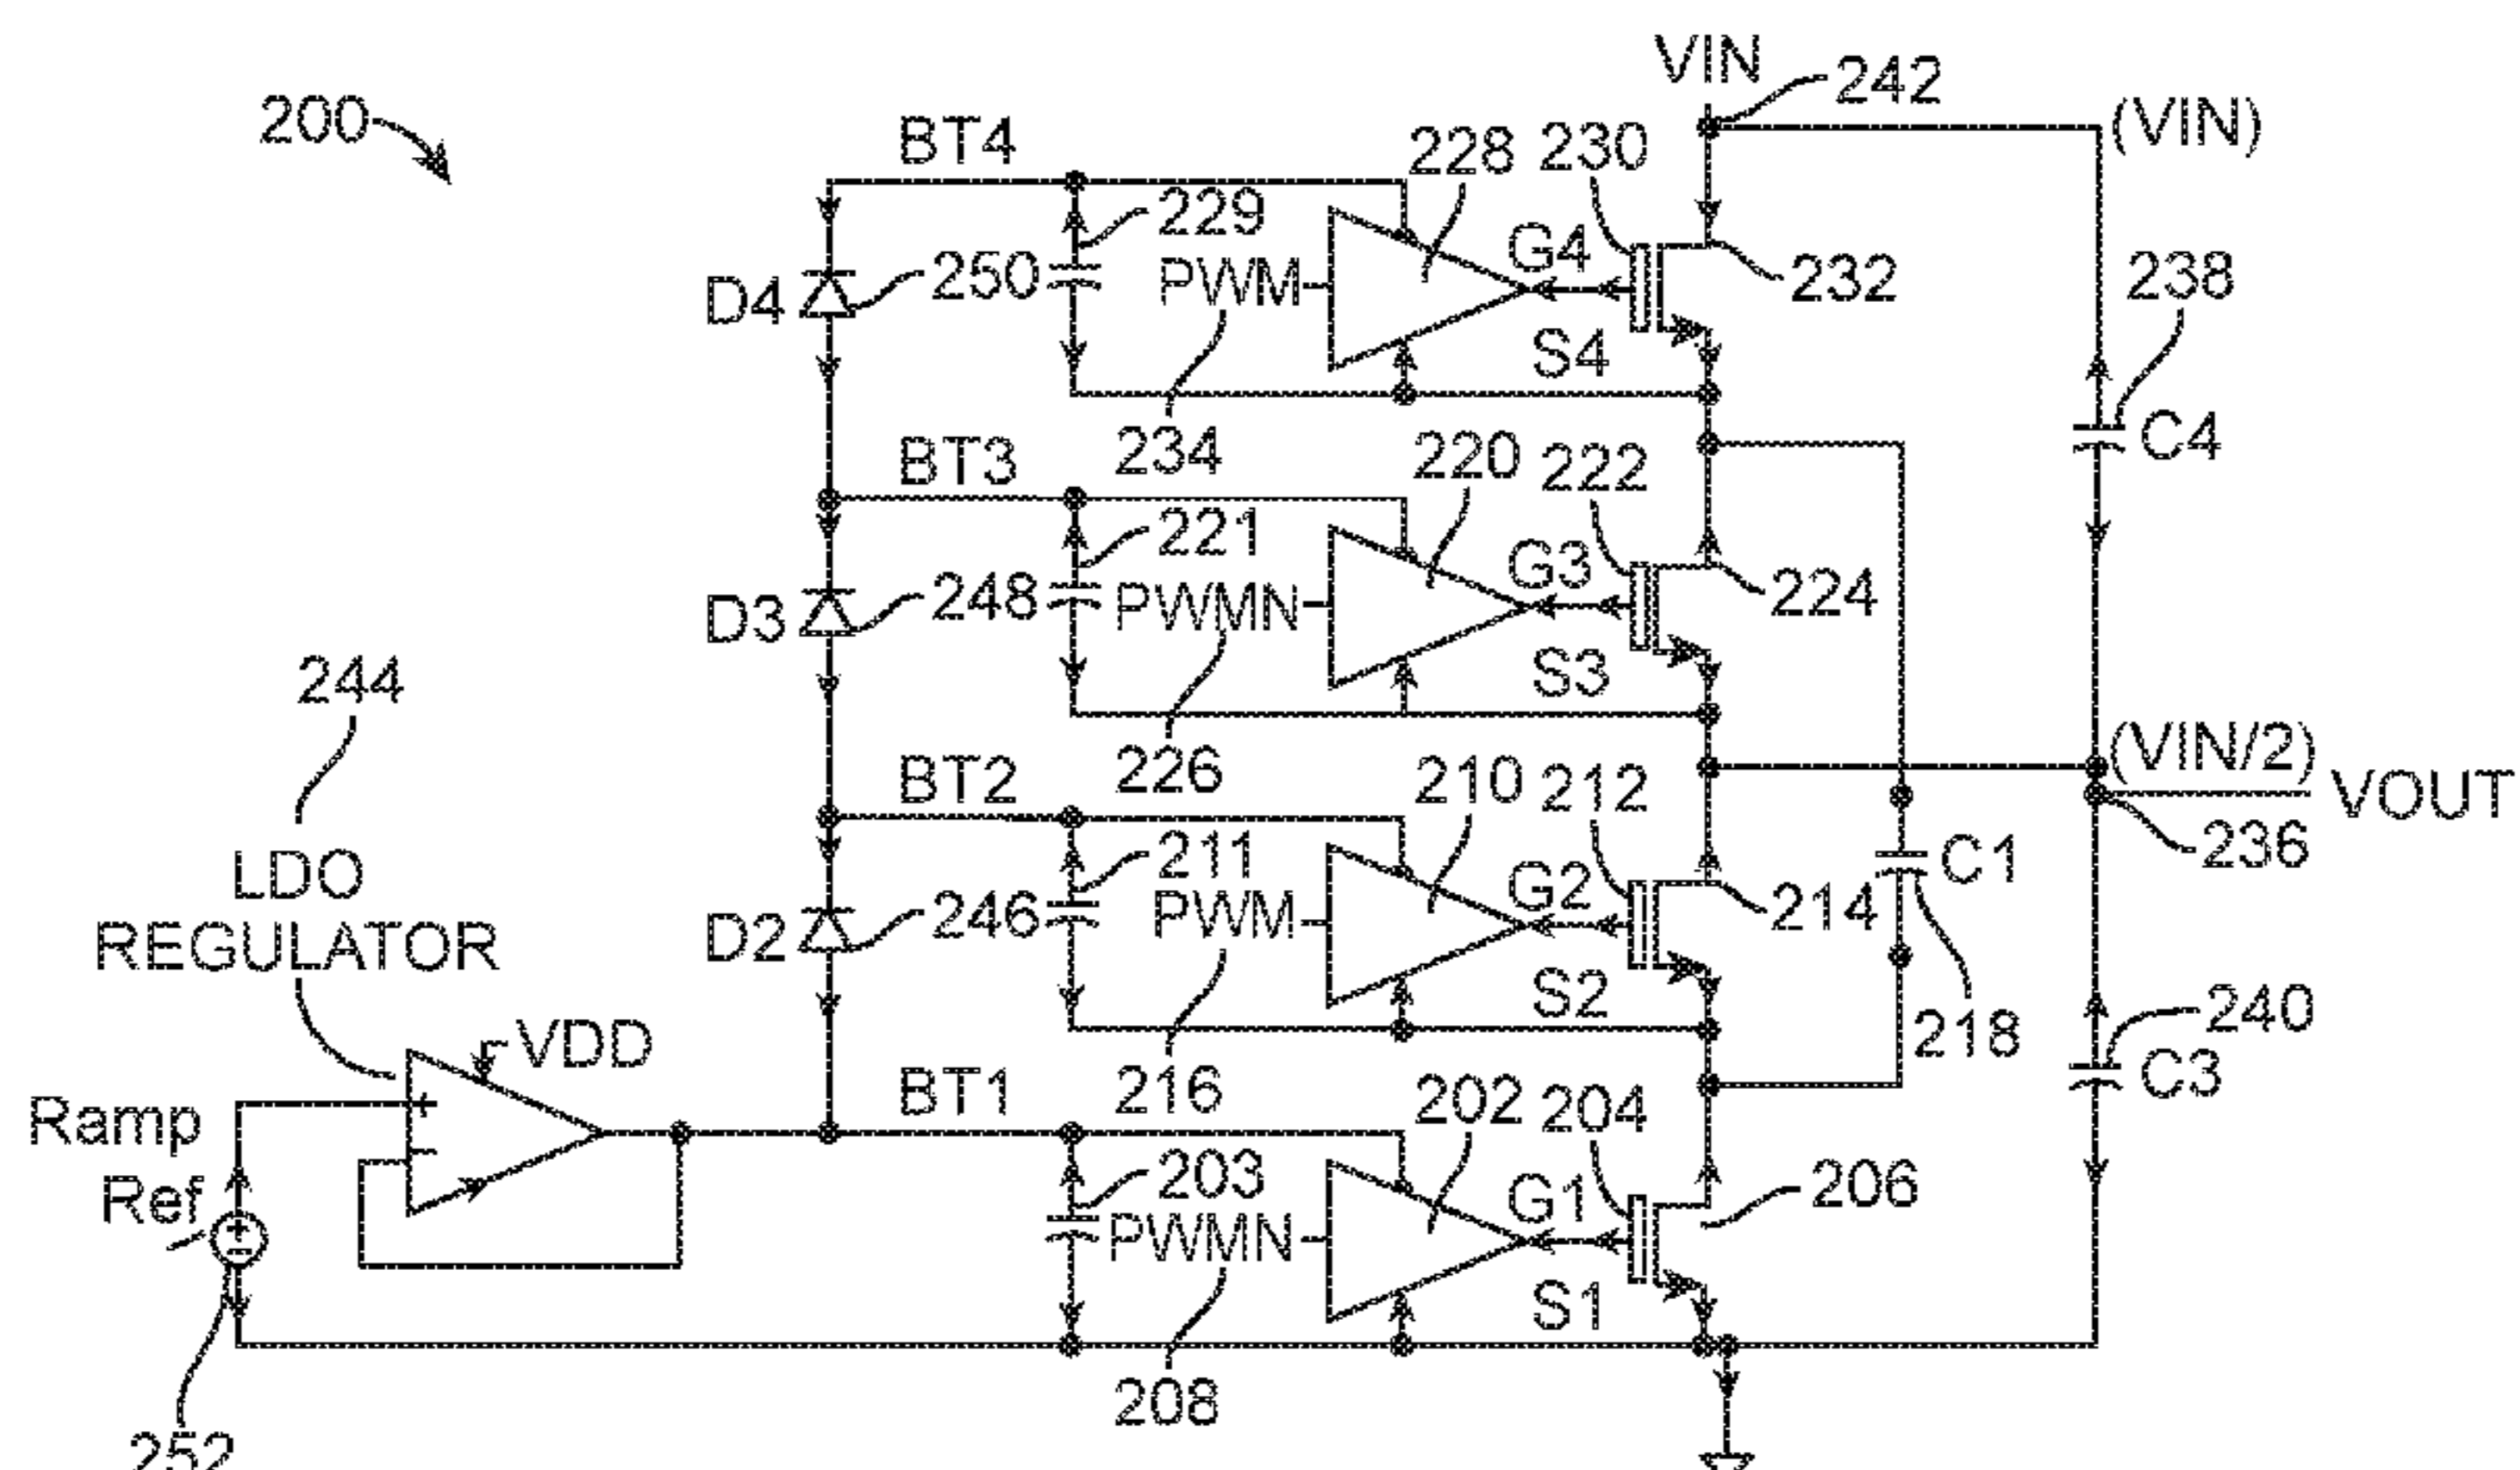 VIN
242
(VIN)
200
BT4
228
230
229
G4
D4
250
PWM
232
238
S4
234
C4
BT3
220
222
221
G3
D3
248
PWMN
224
S3
244
226
(VIN/2)
BT2
210
212
VOUT
236
211
G2
C1
LDO
REGULATOR
D2
246
PWM
214
S2
240
218
VDD
BT1
216
202
204
C3
Ramp
Ref
+
-
203
G1
206
PWMN
+
-
S1
208
252